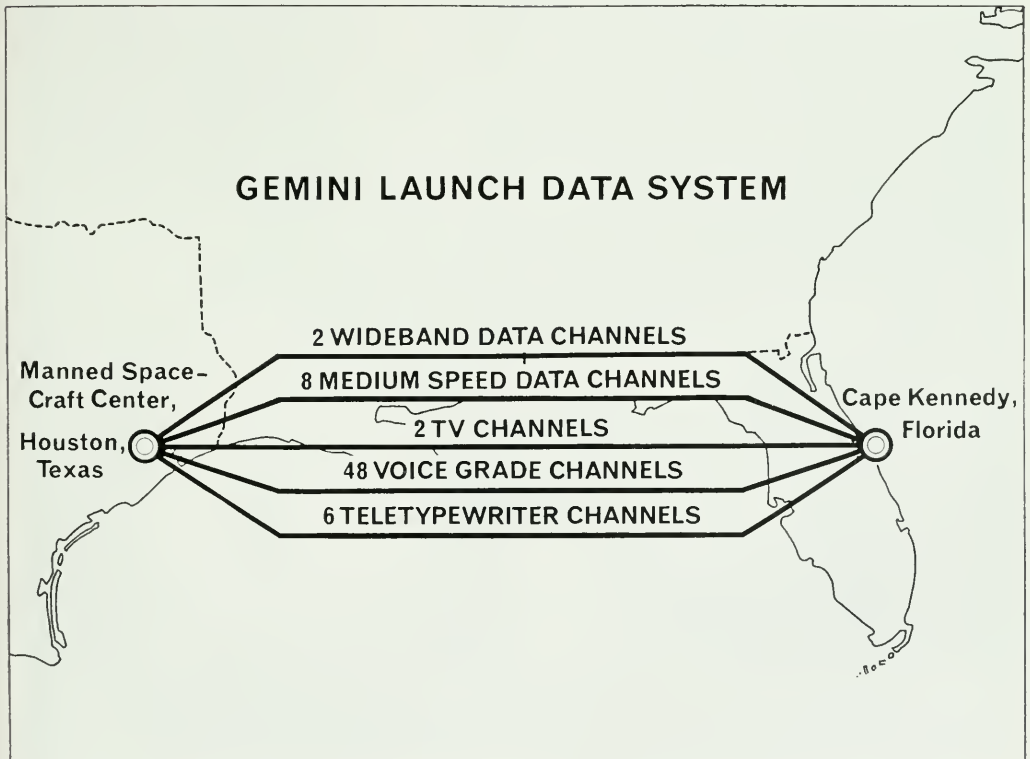 GEMINI LAUNCH DATA SYSTEM
2 WIDEBAND DATA CHANNELS
8 MEDIUM SPEED DATA CHANNELS
2 TV CHANNELS
48 VOICE GRADE CHANNELS
6 TELETYPEWRITER CHANNELS
Manned Space-
Craft Center,
Houston,
Texas
Cape Kennedy,
Florida